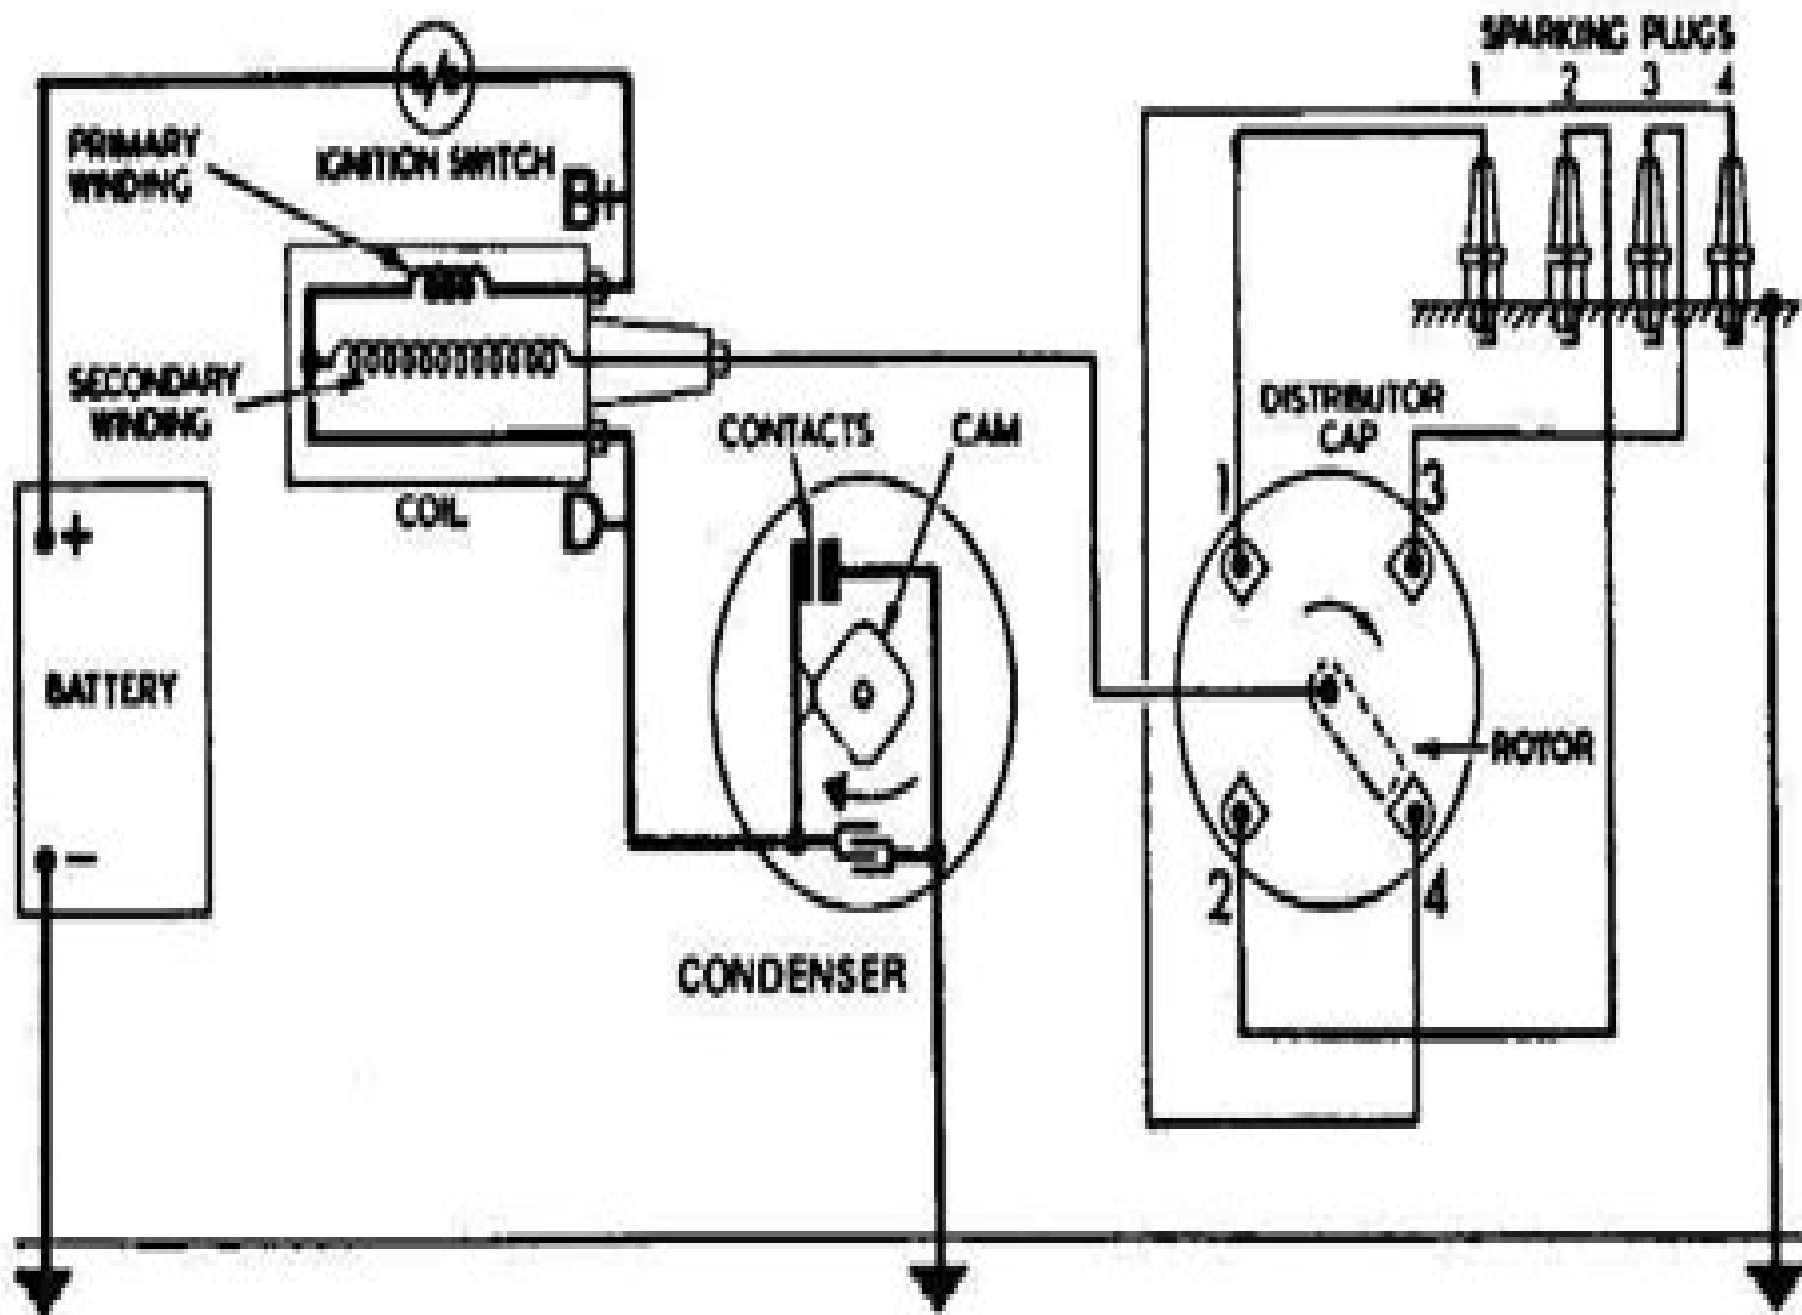 SPARKING PLUGS
1 2 3 4
PRIMARY
WINDING
IGNITION SWITCH
B+
SECONDARY
WINDING
COIL
D
CONTACTS
CAM
DISTRIBUTOR
CAP
1
3
+
BATTERY
-
ROTOR
2
4
CONDENSER